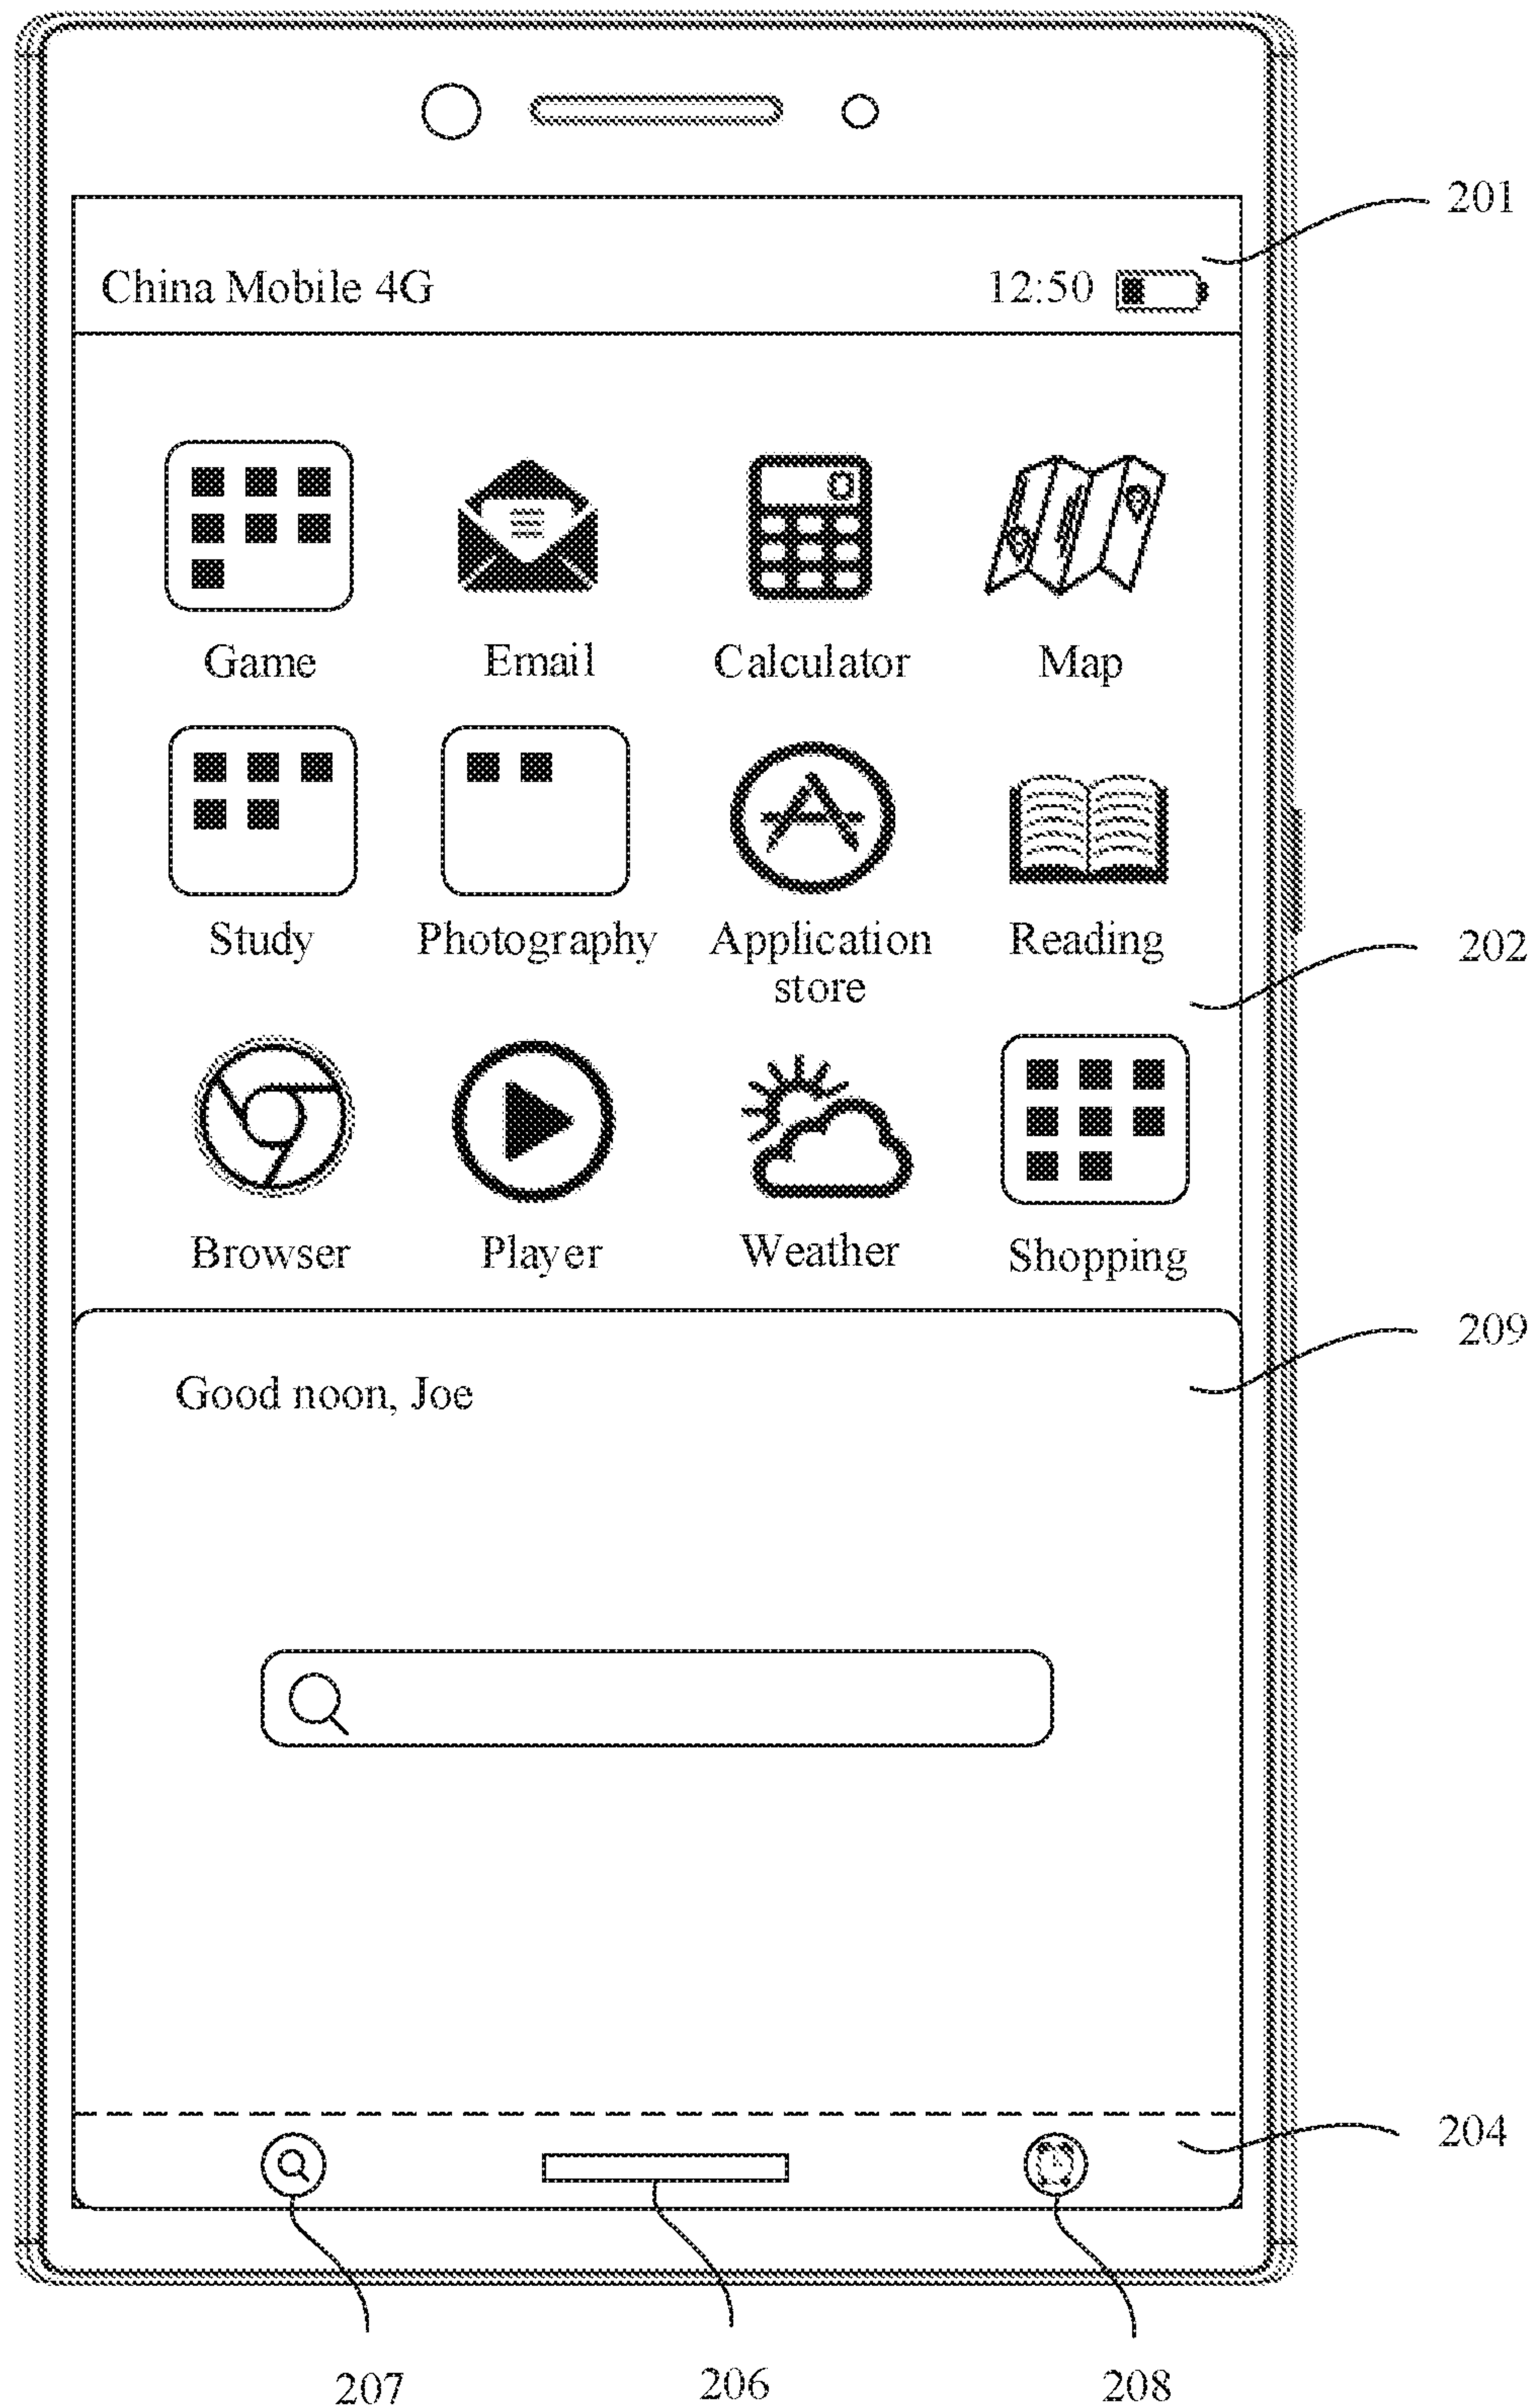 201
China Mobile 4G 12:50
0
Game Email Calculator Map
Study Photography Application store Reading
202
Browser Player Weather Shopping
209
Good noon, Joe
204
207 206 208